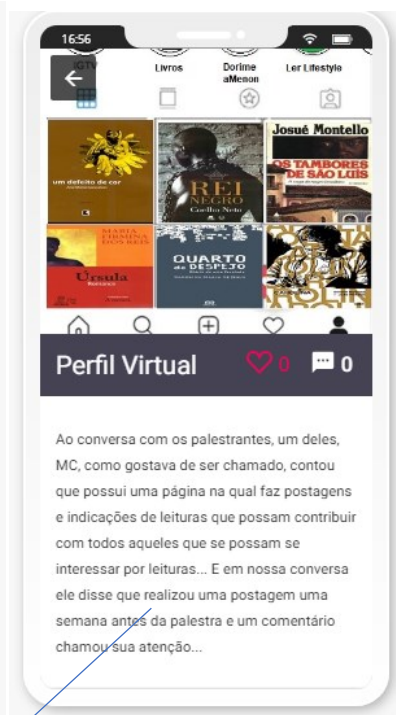 16:56
IGTV
Livros
Dorime
aMenon
Ler Lifestyle
um defeito de cor
REI
NEGRO
Coelho Neto
Josué Montello
OS TAMBORES
DE SÃO LUÍS
MARIA
FIRMINA
DOS REIS
Úrsula
Romance
QUARTO
de DESPEJO
Perfil Virtual
0
0
Ao conversa com os palestrantes, um deles,
MC, como gostava de ser chamado, contou
que possui uma página na qual faz postagens
e indicações de leituras que possam contribuir
com todos aqueles que se possam se
interessar por leituras... E em nossa conversa
ele disse que realizou uma postagem uma
semana antes da palestra e um comentário
chamou sua atenção...